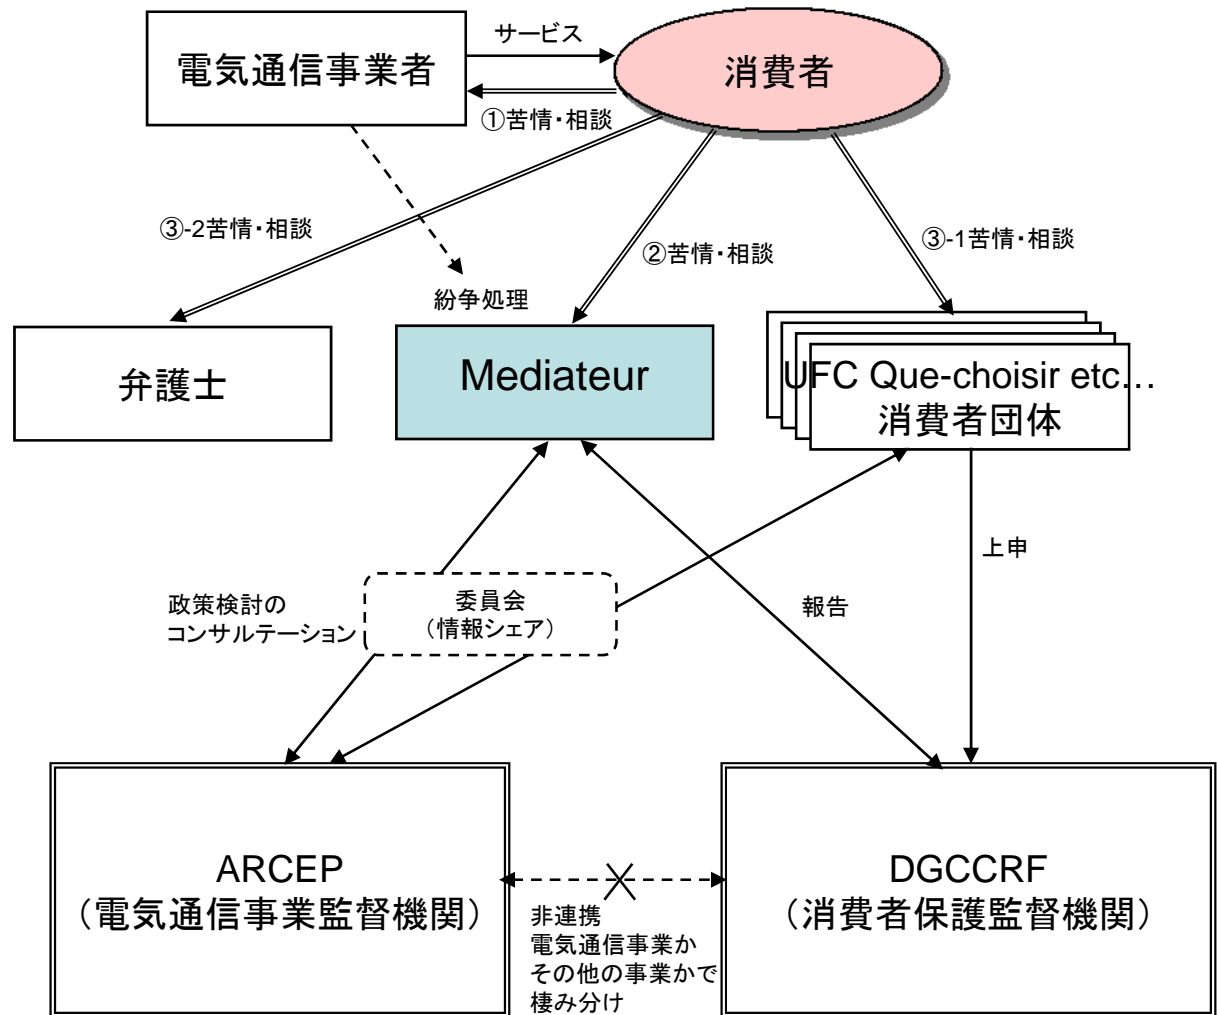 サービス
電気通信事業者
消費者
①苦情・相談
③-2苦情・相談
②苦情・相談
③-1苦情・相談
紛争処理
弁護士
Mediateur
UFC Que-choisir etc…
消費者団体
上申
政策検討の
コンサルテーション
委員会
（情報シェア）
報告
ARCEP
（電気通信事業監督機関）
DGCCRF
（消費者保護監督機関）
非連携
電気通信事業か
その他の事業かで
棲み分け